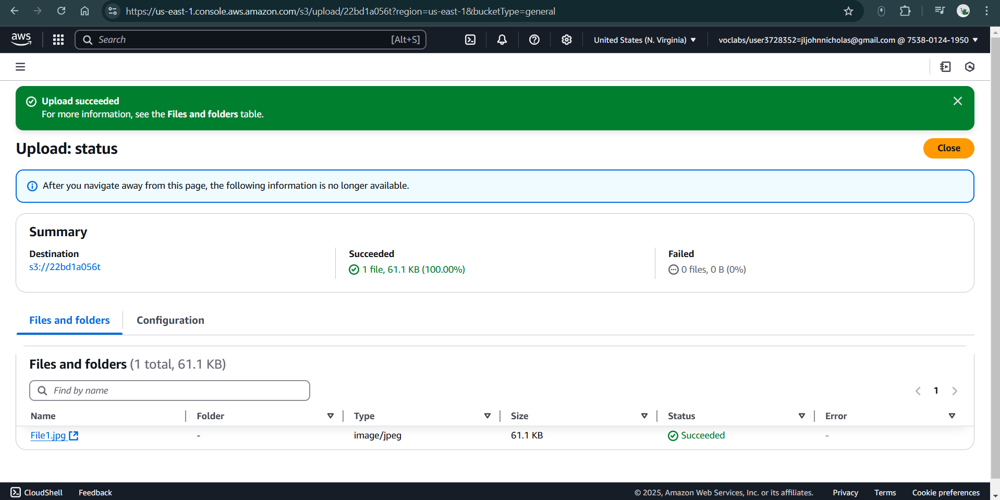 https://us-east-1.console.aws.amazon.com/s3/upload/22bd1a056t?region=us-east-1&bucketType=general
aws
Search [Alt+S]
United States (N. Virginia)
voclabs/user3728352=jljohnnicholas@gmail.com @ 7538-0124-1950
Upload succeeded
For more information, see the Files and folders table.
Upload: status
Close
After you navigate away from this page, the following information is no longer available.
Summary
Destination
s3://22bd1a056t
Succeeded
1 file, 61.1 KB (100.00%)
Failed
0 files, 0 B (0%)
Files and folders
Configuration
Files and folders (1 total, 61.1 KB)
Find by name
1
Name Folder Type Size Status Error
File1.jpg - image/jpeg 61.1 KB Succeeded -
CloudShell Feedback © 2025, Amazon Web Services, Inc. or its affiliates. Privacy Terms Cookie preferences